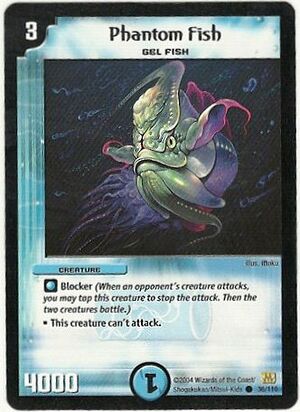 3
Phantom Fish
GEL FISH
illus. Iftoku
CREATURE
Blocker (When an opponent's creature attacks,
you may tap this creature to stop the attack. Then the
two creatures battle.)
• This creature can't attack.
4000
©2004 Wizards of the Coast/
Shogakukan/Mitsui-Kids
36/110